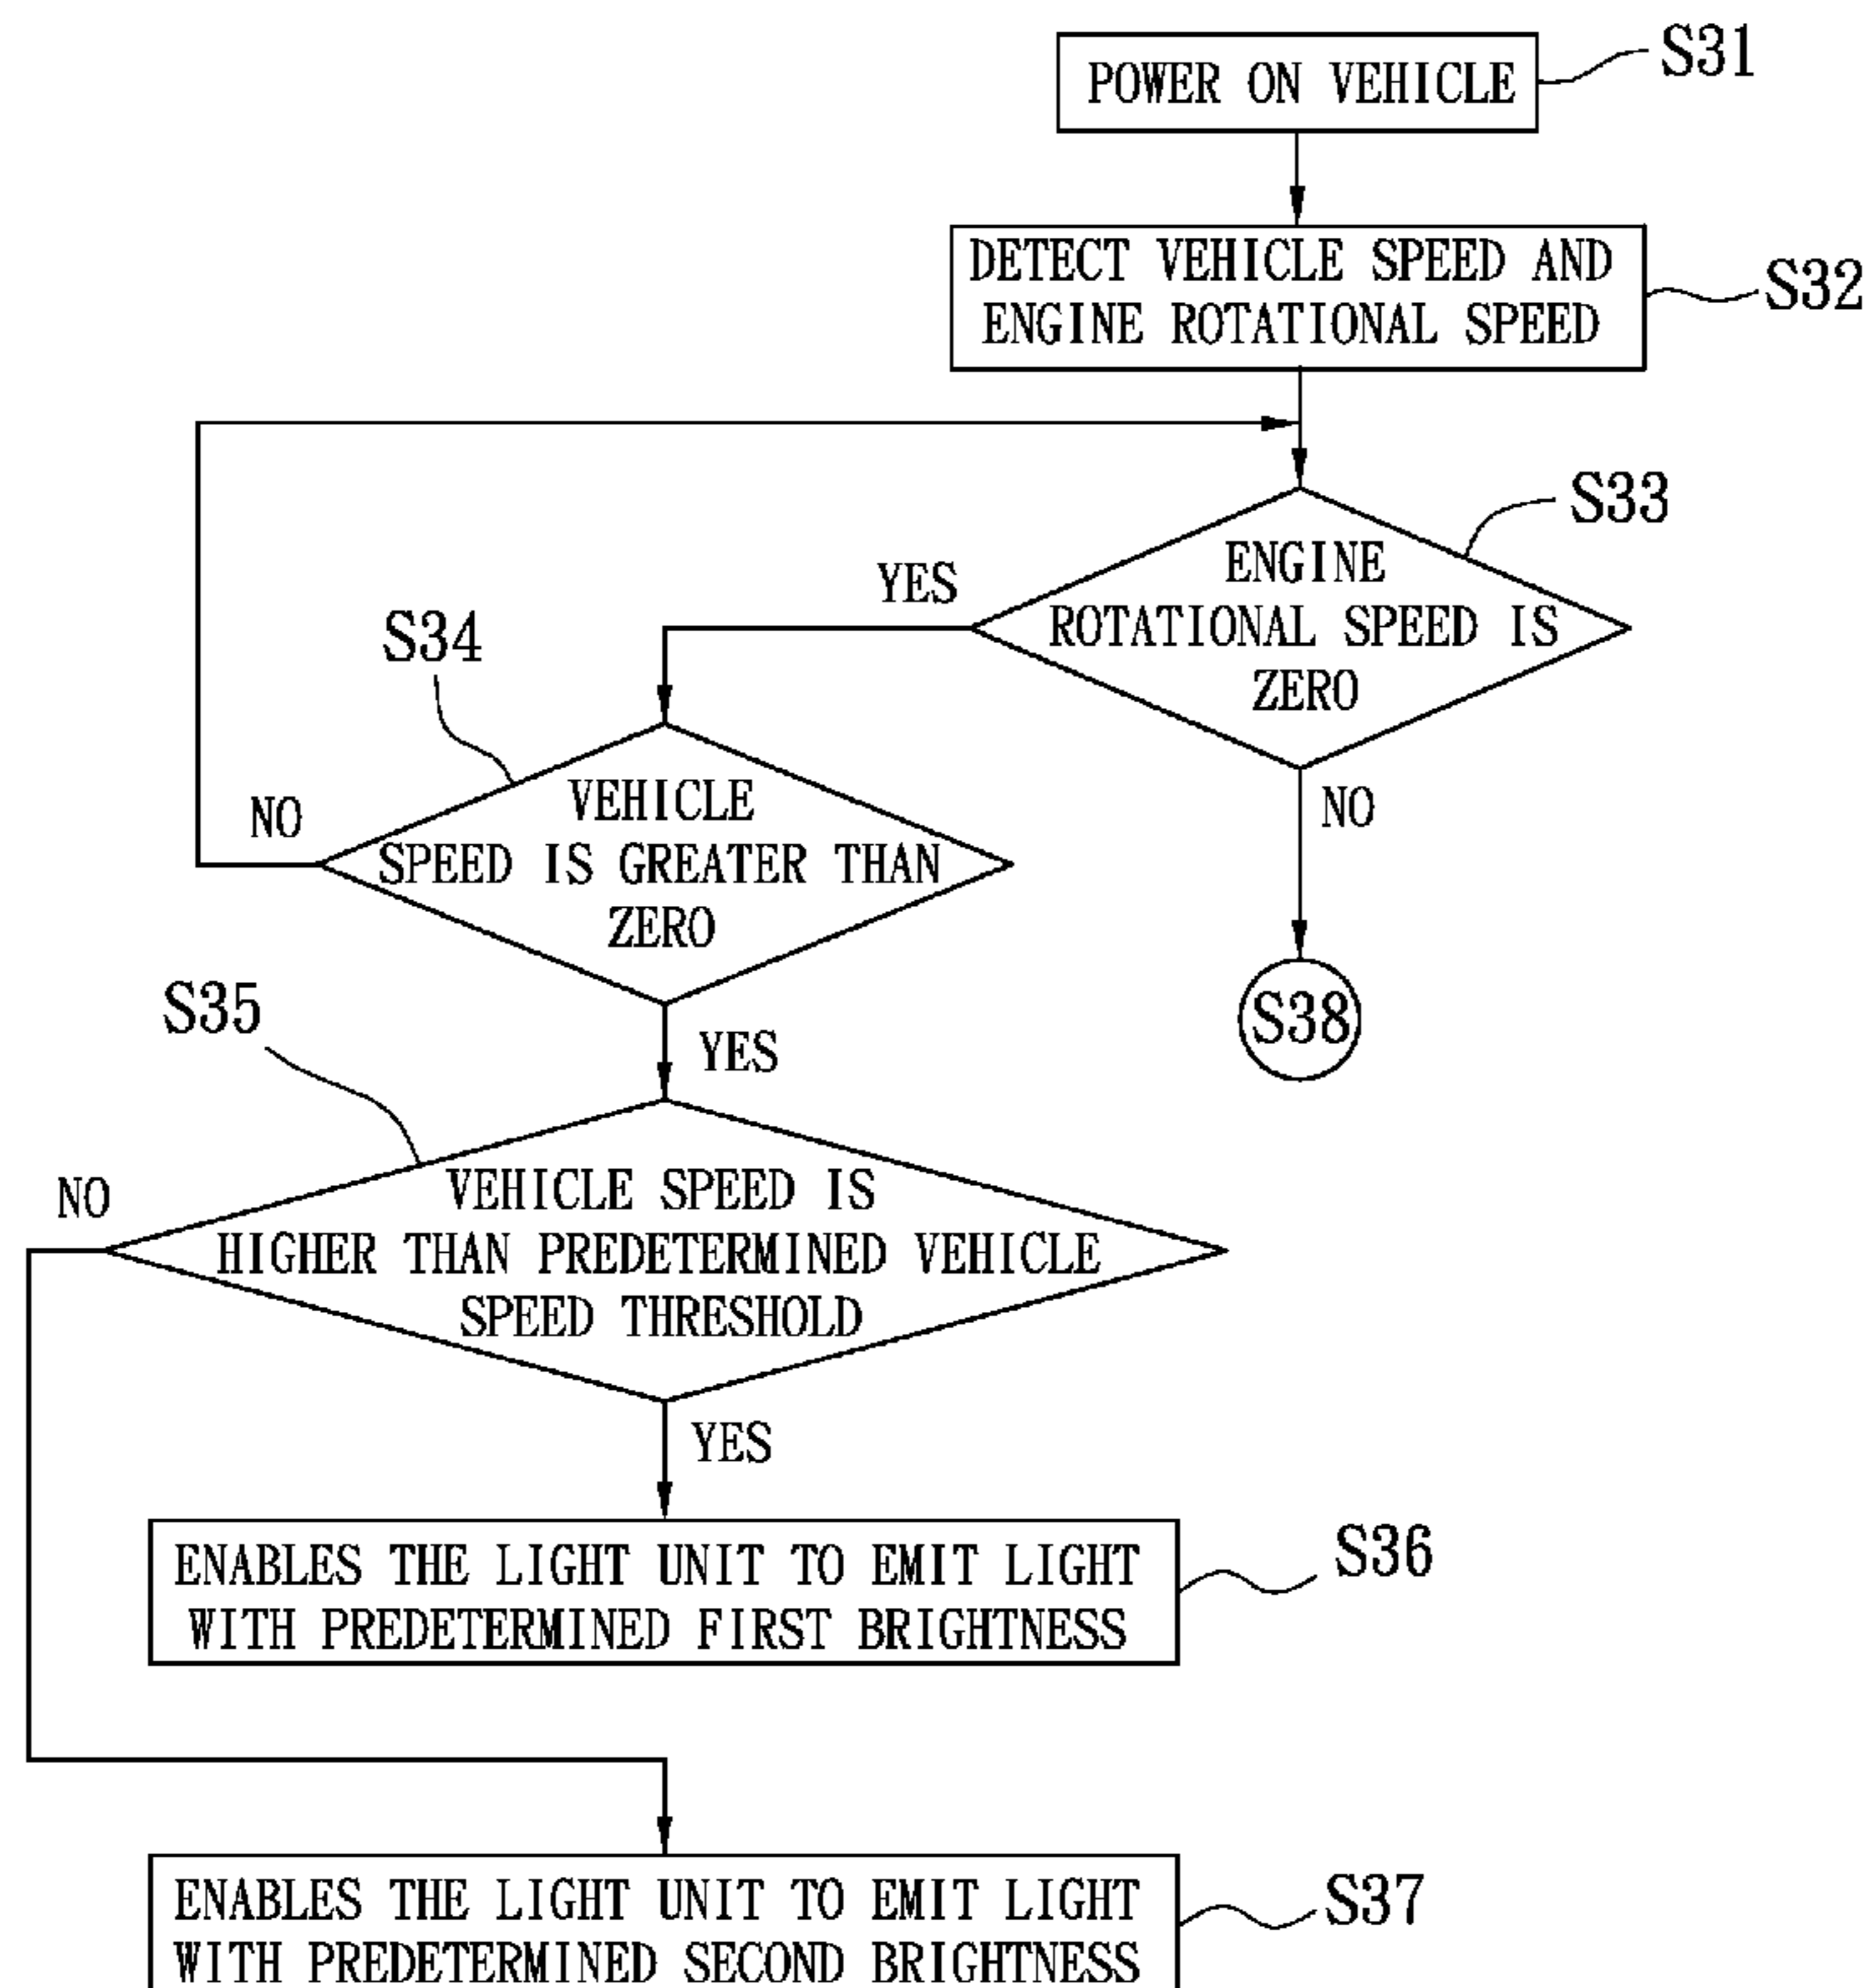 POWER ON VEHICLE
S31
DETECT VEHICLE SPEED AND
ENGINE ROTATIONAL SPEED
S32
S33
ENGINE
ROTATIONAL SPEED IS
ZERO
YES
NO
S34
VEHICLE
SPEED IS GREATER THAN
ZERO
NO
YES
S38
S35
VEHICLE SPEED IS
HIGHER THAN PREDETERMINED VEHICLE
SPEED THRESHOLD
NO
YES
ENABLES THE LIGHT UNIT TO EMIT LIGHT
WITH PREDETERMINED FIRST BRIGHTNESS
S36
ENABLES THE LIGHT UNIT TO EMIT LIGHT
WITH PREDETERMINED SECOND BRIGHTNESS
S37